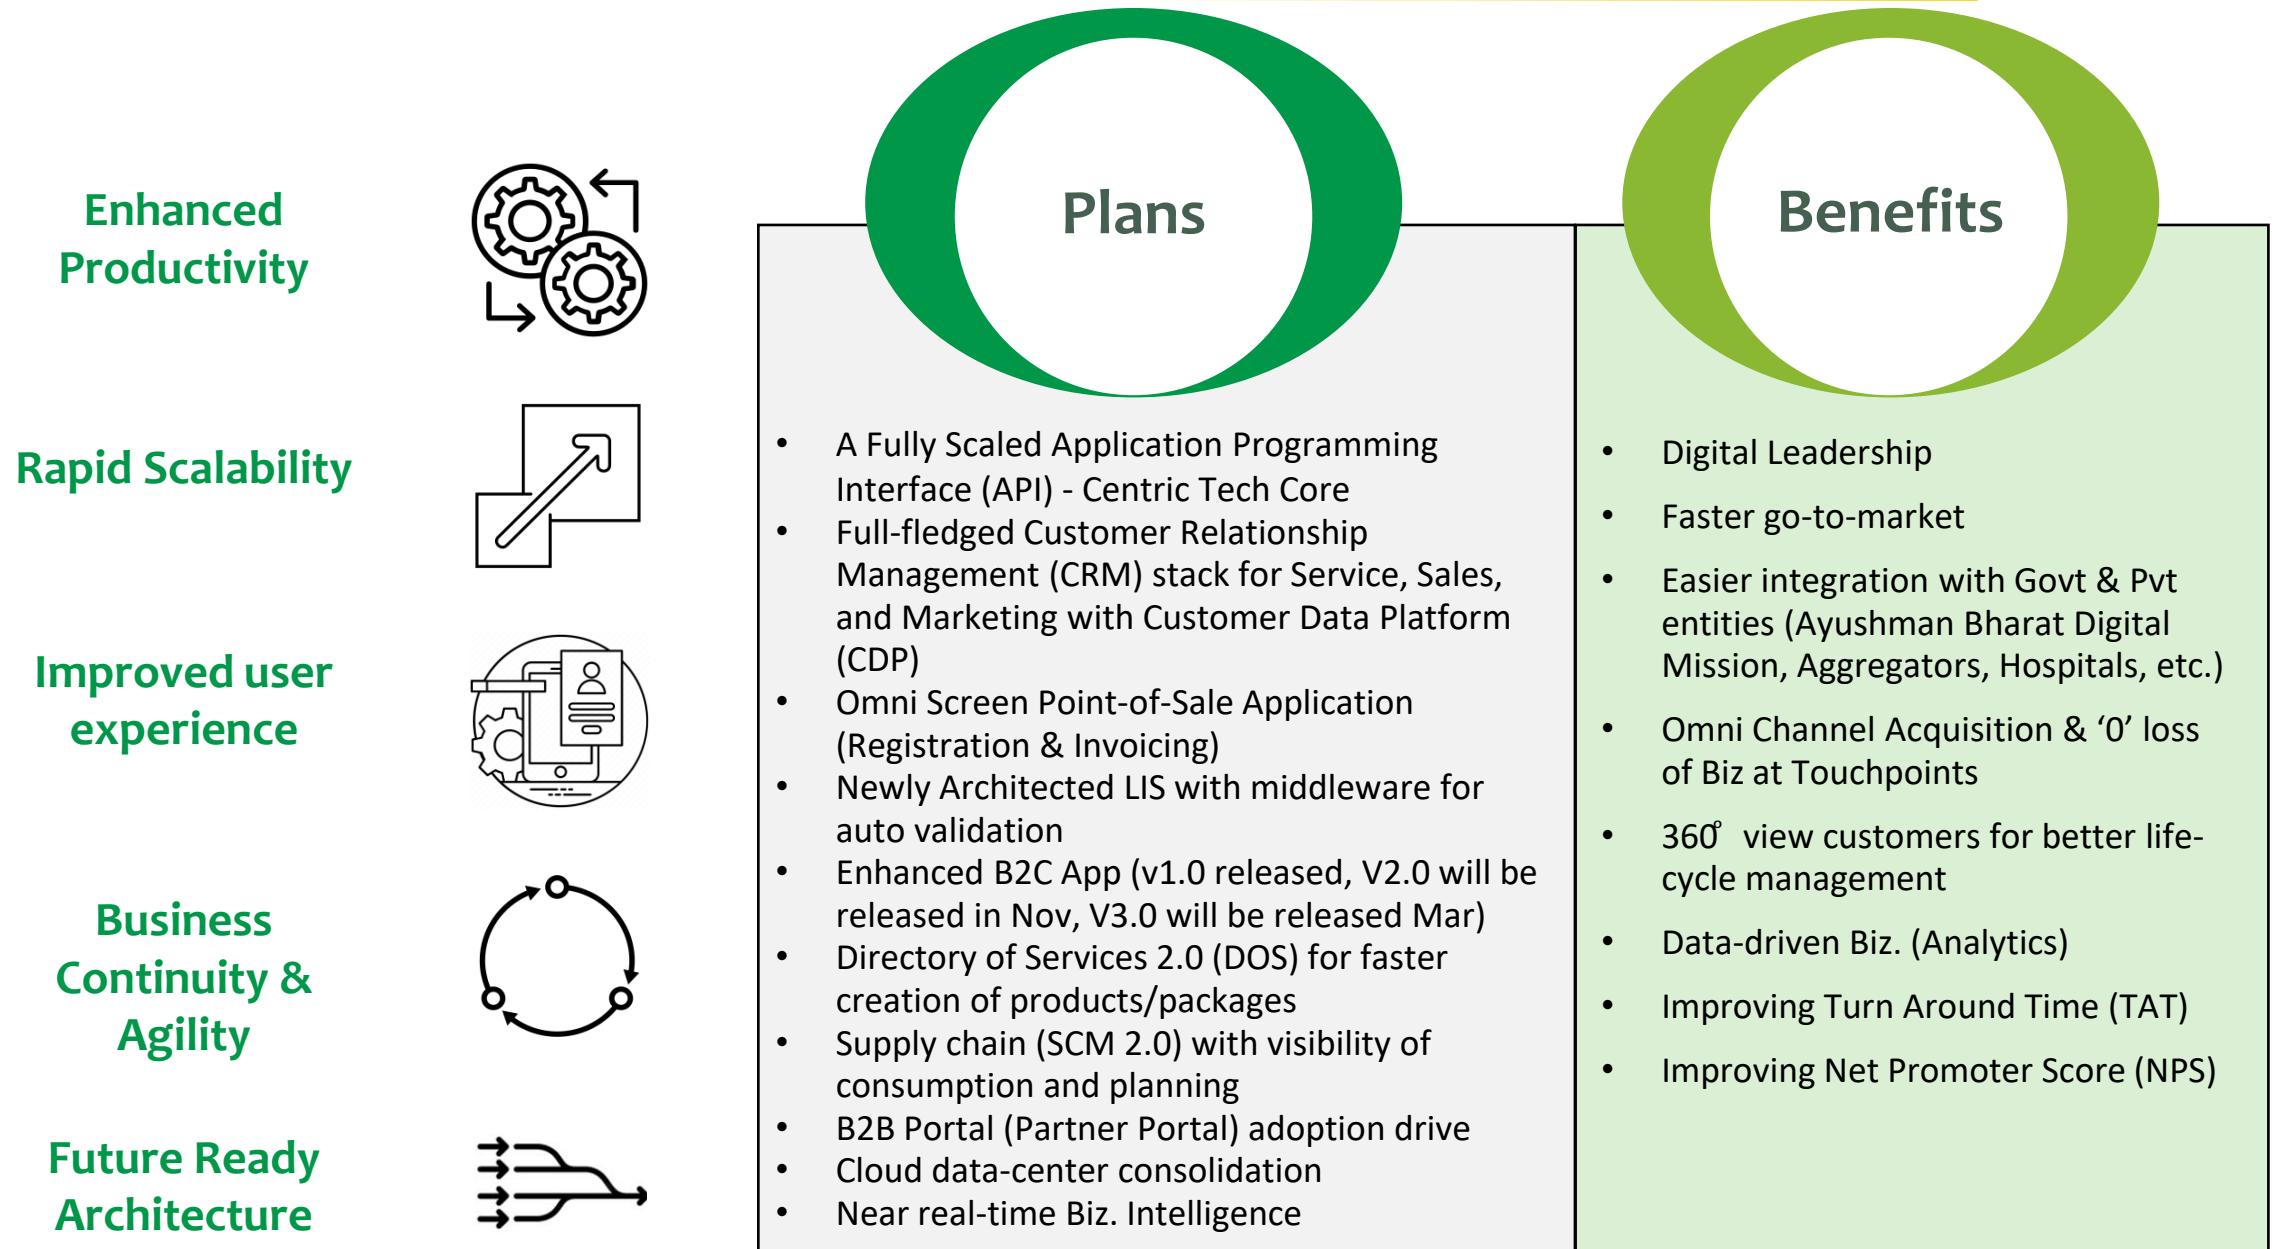 Enhanced
Productivity
Rapid Scalability
Improved user
experience
Business
Continuity &
Agility
Future Ready
Architecture
Plans
• A Fully Scaled Application Programming
Interface (API) - Centric Tech Core
• Full-fledged Customer Relationship
Management (CRM) stack for Service, Sales,
and Marketing with Customer Data Platform
(CDP)
• Omni Screen Point-of-Sale Application
(Registration & Invoicing)
• Newly Architected LIS with middleware for
auto validation
• Enhanced B2C App (v1.0 released, V2.0 will be
released in Nov, V3.0 will be released Mar)
• Directory of Services 2.0 (DOS) for faster
creation of products/packages
• Supply chain (SCM 2.0) with visibility of
consumption and planning
• B2B Portal (Partner Portal) adoption drive
• Cloud data-center consolidation
• Near real-time Biz. Intelligence
Benefits
• Digital Leadership
• Faster go-to-market
• Easier integration with Govt & Pvt
entities (Ayushman Bharat Digital
Mission, Aggregators, Hospitals, etc.)
• Omni Channel Acquisition & ‘0’ loss
of Biz at Touchpoints
• 360° view customers for better life-
cycle management
• Data-driven Biz. (Analytics)
• Improving Turn Around Time (TAT)
• Improving Net Promoter Score (NPS)